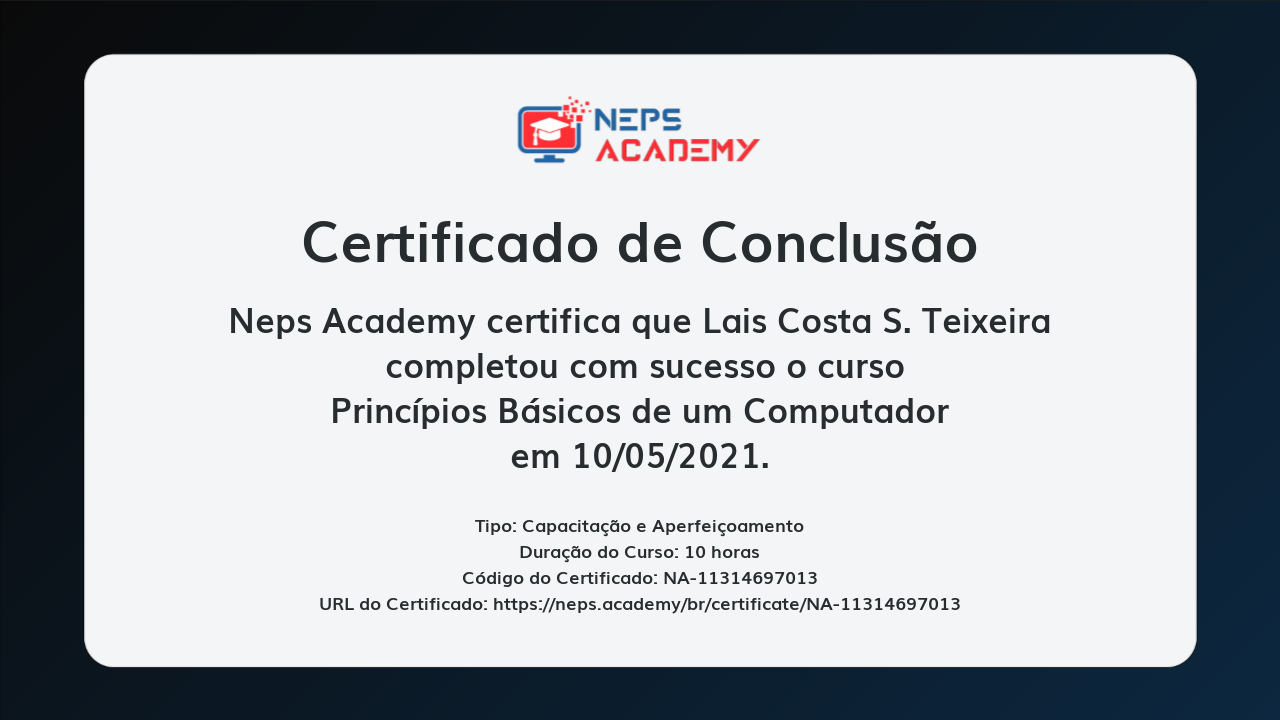 NEPS
ACADEMY
Certificado de Conclusão
Neps Academy certifica que Lais Costa S. Teixeira
completou com sucesso o curso
Princípios Básicos de um Computador
em 10/05/2021.
Tipo: Capacitação e Aperfeiçoamento
Duração do Curso: 10 horas
Código do Certificado: NA-11314697013
URL do Certificado: https://neps.academy/br/certificate/NA-11314697013